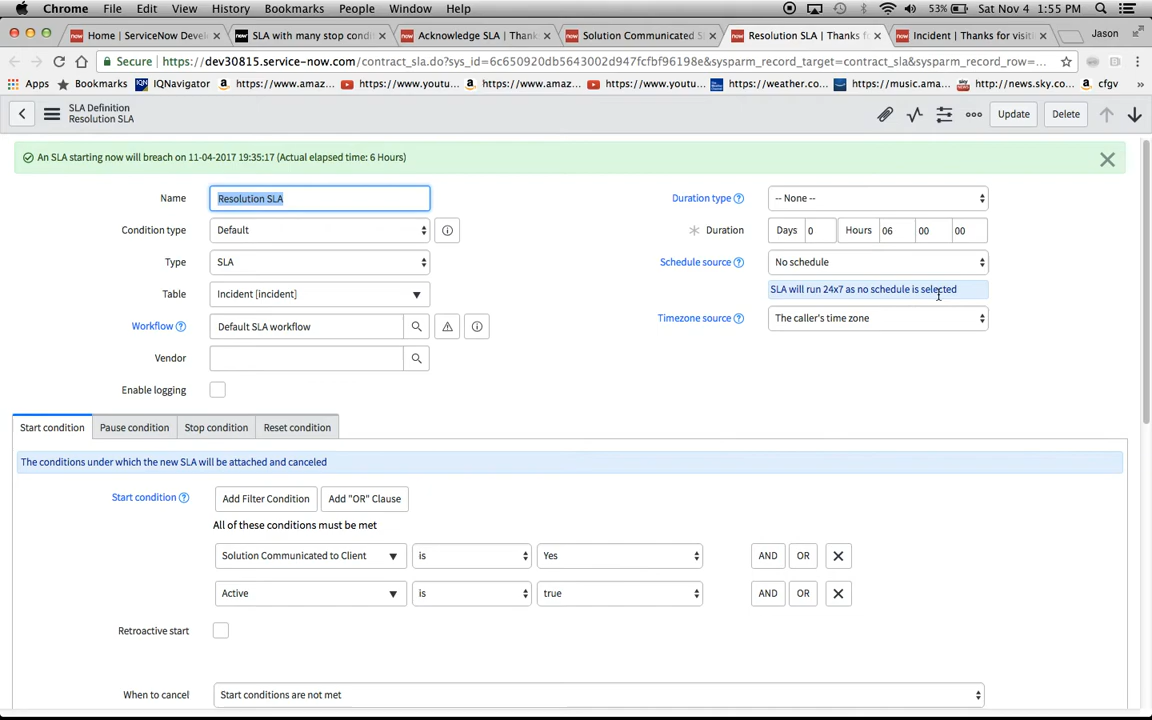 Chrome File Edit View History Bookmarks People Window Help 53% Sat Nov 4 1:55 PM
Home | ServiceNow Devel SLA with many stop condit Acknowledge SLA | Thank Solution Communicated S Resolution SLA | Thanks f Incident | Thanks for visiti Jason
Secure https://dev30815.service-now.com/contract_sla.do?sys_id=6c650920db5643002d947fcfbf96198e&sysparm_record_target=contract_sla&sysparm_record_row=...
Apps Bookmarks IQNavigator https://www.amaz... https://www.youtu... https://www.amaz... https://www.youtu... https://weather.co... https://music.ama... http://news.sky.co... cfgv »
SLA Definition
Resolution SLA
Update Delete
An SLA starting now will breach on 11-04-2017 19:35:17 (Actual elapsed time: 6 Hours)
Name Resolution SLA Duration type -- None --
Condition type Default Duration Days 0 Hours 06 00 00
Type SLA Schedule source No schedule
SLA will run 24x7 as no schedule is selected
Table Incident [incident]
Timezone source The caller's time zone
Workflow Default SLA workflow
Vendor
Enable logging
Start condition Pause condition Stop condition Reset condition
The conditions under which the new SLA will be attached and canceled
Start condition Add Filter Condition Add "OR" Clause
All of these conditions must be met
Solution Communicated to Client is Yes AND OR
Active is true AND OR
Retroactive start
When to cancel Start conditions are not met